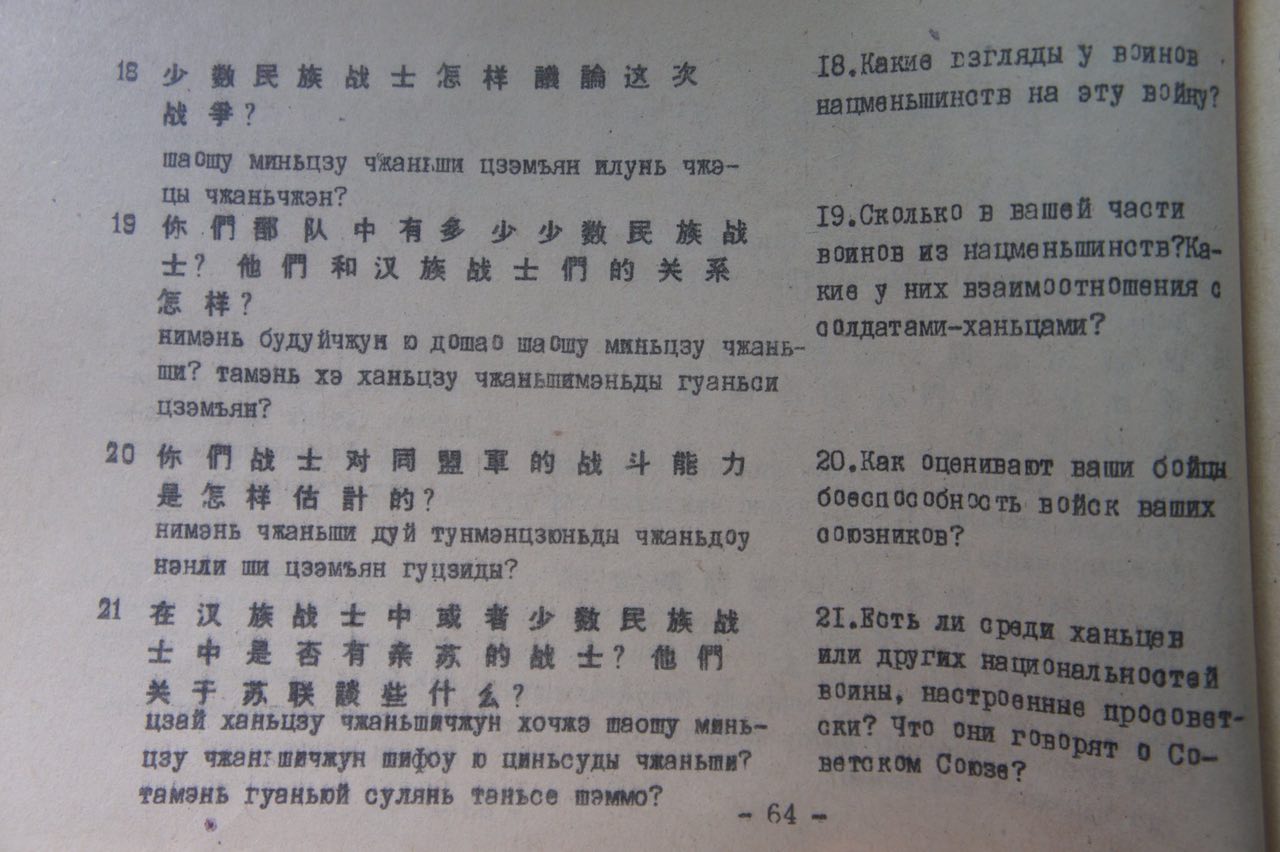 18 少数民族战士怎样議論这次
战爭?
шаошу миньцзу чжаньши цзэмъян илунь чжэ-
цы чжаньчжэн?
18.Какие взгляды у воинов
нацменьшинств на эту войну?
19 你們部队中有多少少数民族战
士? 他們和汉族战士們的关系
怎样?
нимэнь будуйчжун ю дошао шаошу миньцзу чжань-
ши? тамэнь хэ ханьцзу чжаньшимэньды гуаньси
цзэмъян?
19.Сколько в вашей части
воинов из нацменьшинств?Ка-
кие у них взаимоотношения с
солдатами-ханьцами?
20 你們战士对同盟軍的战斗能力
是怎样估計的?
нимэнь чжаньши дуй тунмэнцзюньды чжаньдоу
нэнли ши цзэмъян гуцзиды?
20.Как оценивают ваши бойцы
боеспособность войск ваших
союзников?
21 在汉族战士中或者少数民族战
士中是否有亲苏的战士? 他們
关于苏联談些什么?
цзай ханьцзу чжаньшичжун хочжэ шаошу минь-
цзу чжаньшичжун шифоу ю циньсуды чжаньши?
тамэнь гуаньюй сулянь таньсе шэммо?
21.Есть ли среди ханьцев
или других национальностей
воины, настроенные просовет-
ски? Что они говорят о Со-
ветском Союзе?
- 64 -